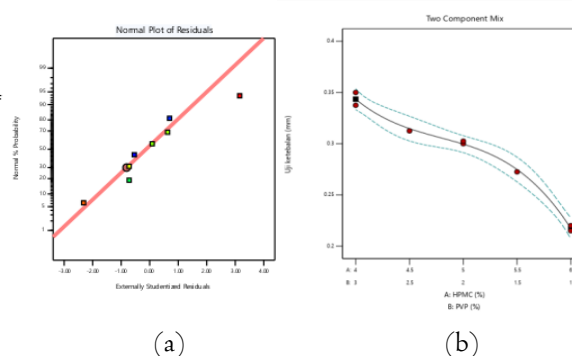 Normal Plot of Residuals
Normal % Probability
99
95
90
80
70
50
30
20
10
5
1
-3.00 -2.00 -1.00 0.00 1.00 2.00 3.00 4.00
Externally Studentized Residuals
(a)
Two Component Mix
Uji ketebalan (mm)
0.4
0.35
0.3
0.25
0.2
A: 4 4.5 5 5.5 6
B: 3 2.5 2 1.5 1
A: HPMC (%)
B: PVP (%)
(b)